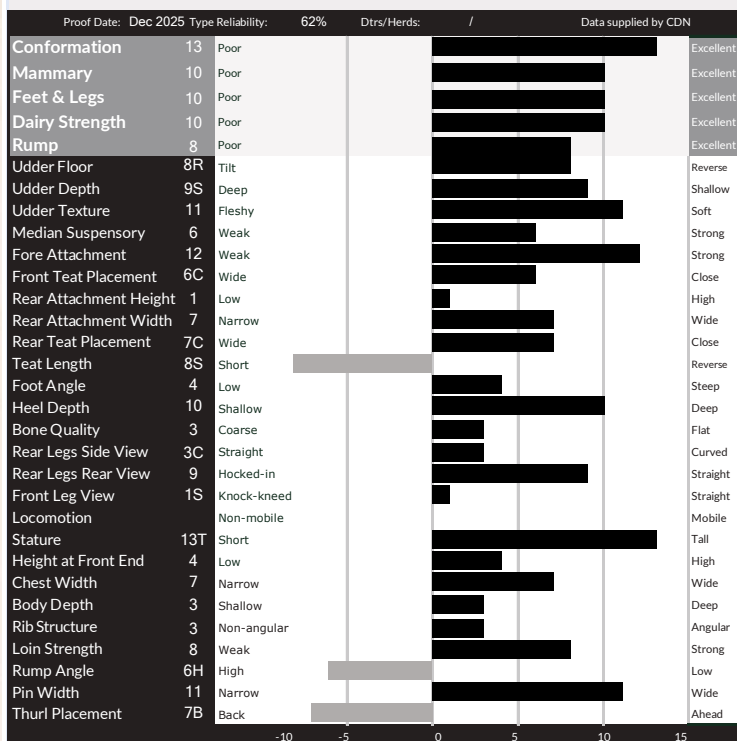 Proof Date: Dec 2025 Type Reliability: 62% Dtrs/Herds: / Data supplied by CDN
Conformation 13 Poor Excellent
Mammary 10 Poor Excellent
Feet & Legs 10 Poor Excellent
Dairy Strength 10 Poor Excellent
Rump 8 Poor Excellent
Udder Floor 8R Tilt Reverse
Udder Depth 9S Deep Shallow
Udder Texture 11 Fleshy Soft
Median Suspensory 6 Weak Strong
Fore Attachment 12 Weak Strong
Front Teat Placement 6C Wide Close
Rear Attachment Height 1 Low High
Rear Attachment Width 7 Narrow Wide
Rear Teat Placement 7C Wide Close
Teat Length 8S Short Reverse
Foot Angle 4 Low Steep
Heel Depth 10 Shallow Deep
Bone Quality 3 Coarse Flat
Rear Legs Side View 3C Straight Curved
Rear Legs Rear View 9 Hocked-in Straight
Front Leg View 1S Knock-kneed Straight
Locomotion Non-mobile Mobile
Stature 13T Short Tall
Height at Front End 4 Low High
Chest Width 7 Narrow Wide
Body Depth 3 Shallow Deep
Rib Structure 3 Non-angular Angular
Loin Strength 8 Weak Strong
Rump Angle 6H High Low
Pin Width 11 Narrow Wide
Thurl Placement 7B Back Ahead
-10 -5 0 5 10 15